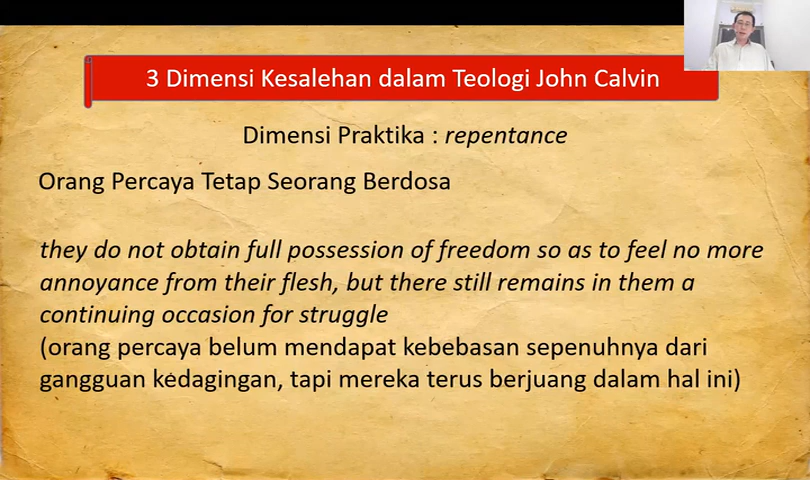 3 Dimensi Kesalehan dalam Teologi John Calvin
Dimensi Praktika : repentance
Orang Percaya Tetap Seorang Berdosa
they do not obtain full possession of freedom so as to feel no more
annoyance from their flesh, but there still remains in them a
continuing occasion for struggle
(orang percaya belum mendapat kebebasan sepenuhnya dari
gangguan kedagingan, tapi mereka terus berjuang dalam hal ini)